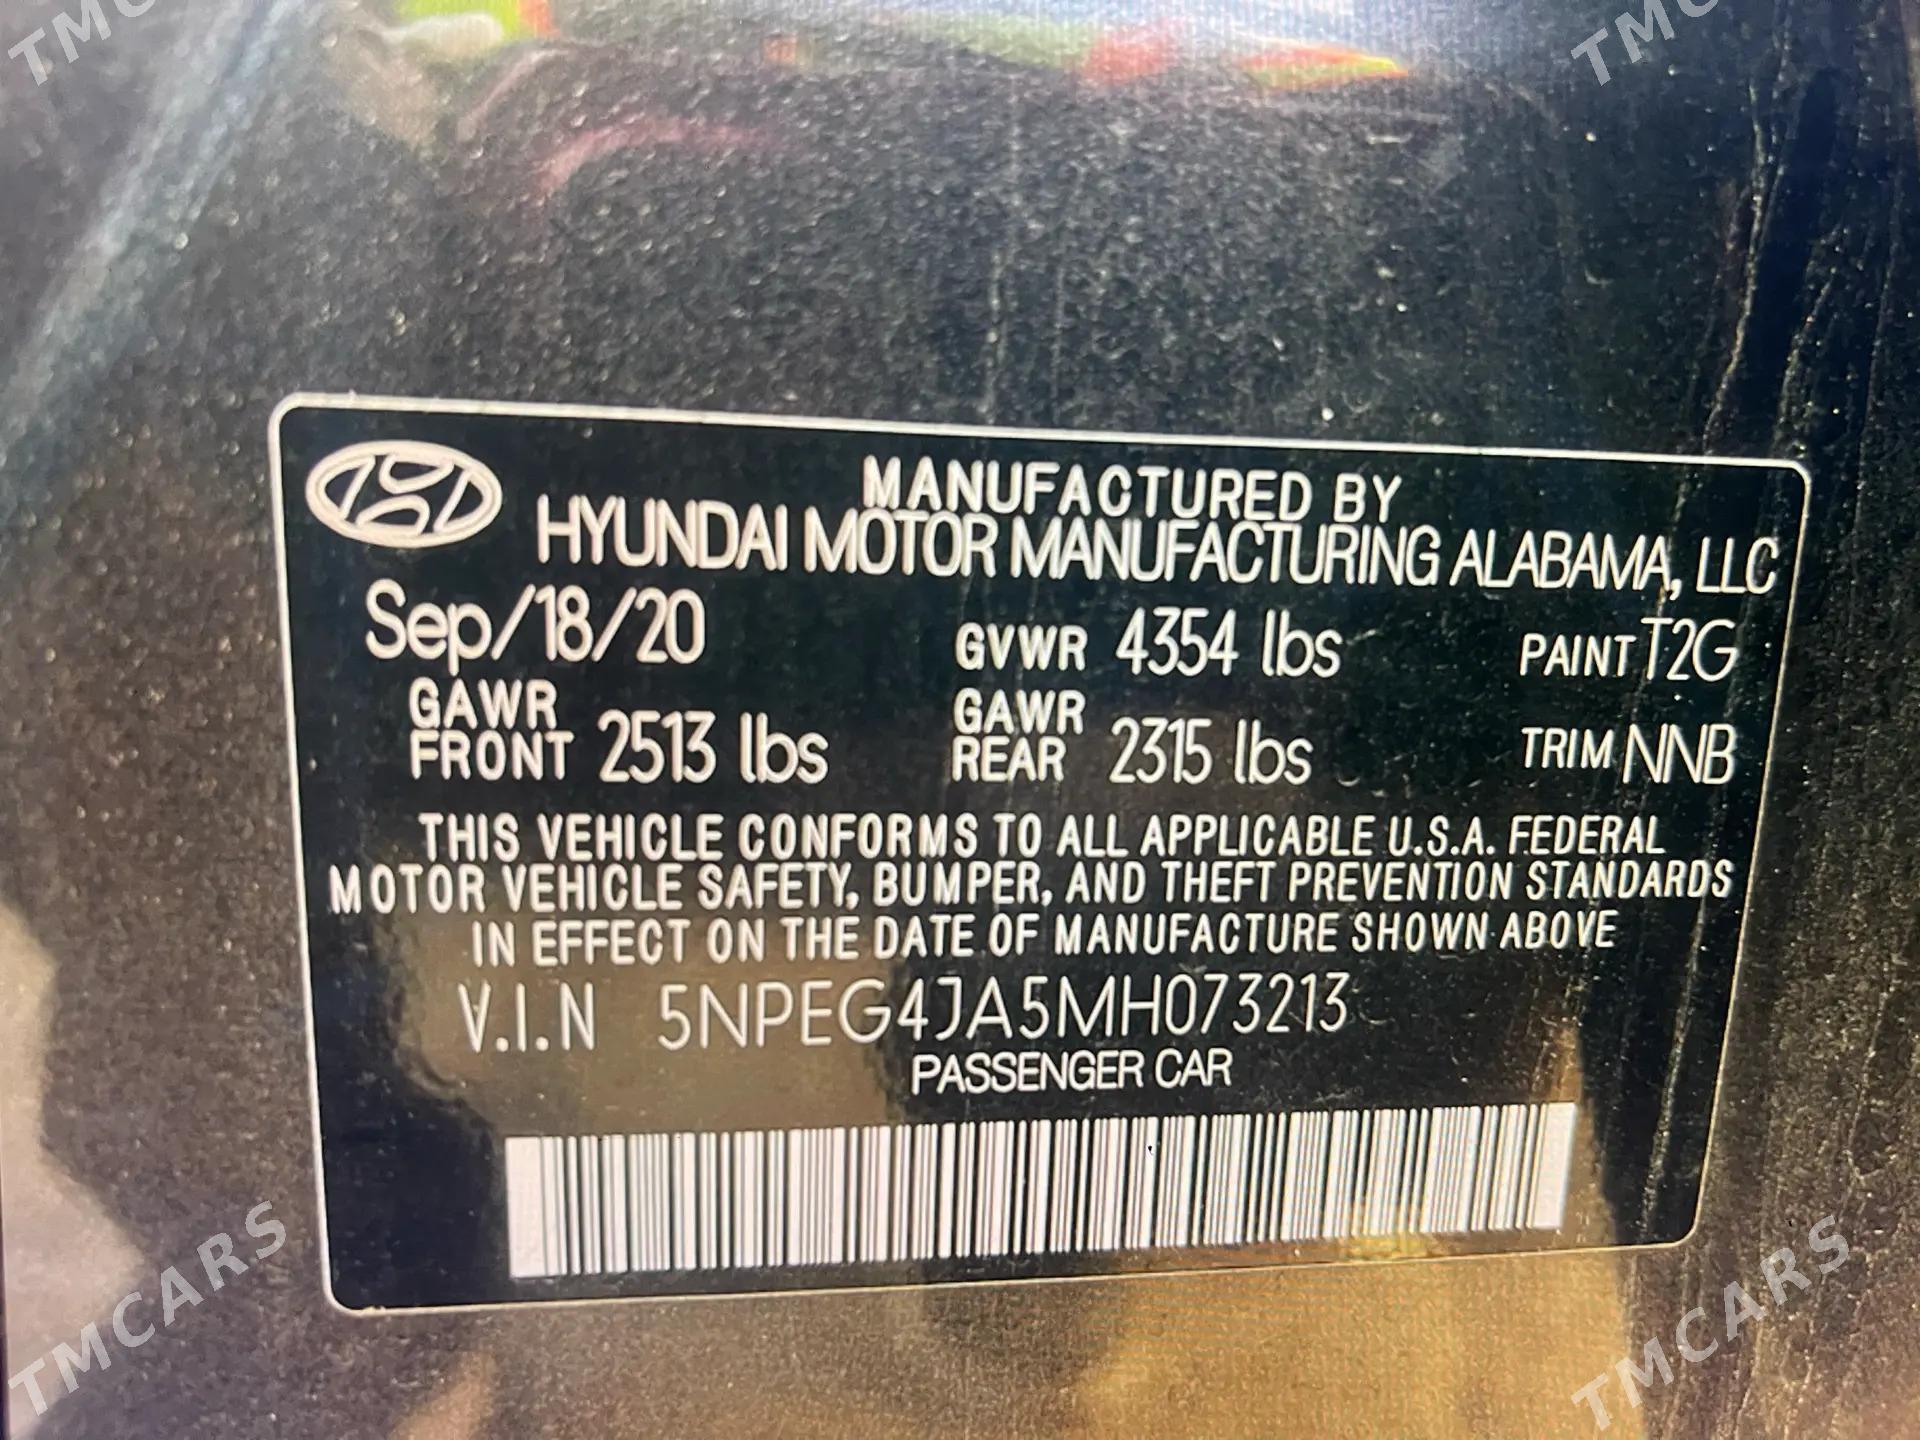 MANUFACTURED BY
HYUNDAI MOTOR MANUFACTURING ALABAMA, LLC
Sep/18/20 GVWR 4354 lbs PAINT T2G
GAWR FRONT 2513 lbs GAWR REAR 2315 lbs TRIM NNB
THIS VEHICLE CONFORMS TO ALL APPLICABLE U.S.A. FEDERAL
MOTOR VEHICLE SAFETY, BUMPER, AND THEFT PREVENTION STANDARDS
IN EFFECT ON THE DATE OF MANUFACTURE SHOWN ABOVE
V.I.N 5NPEG4JA5MH073213
PASSENGER CAR
TMCARS
TMCARS